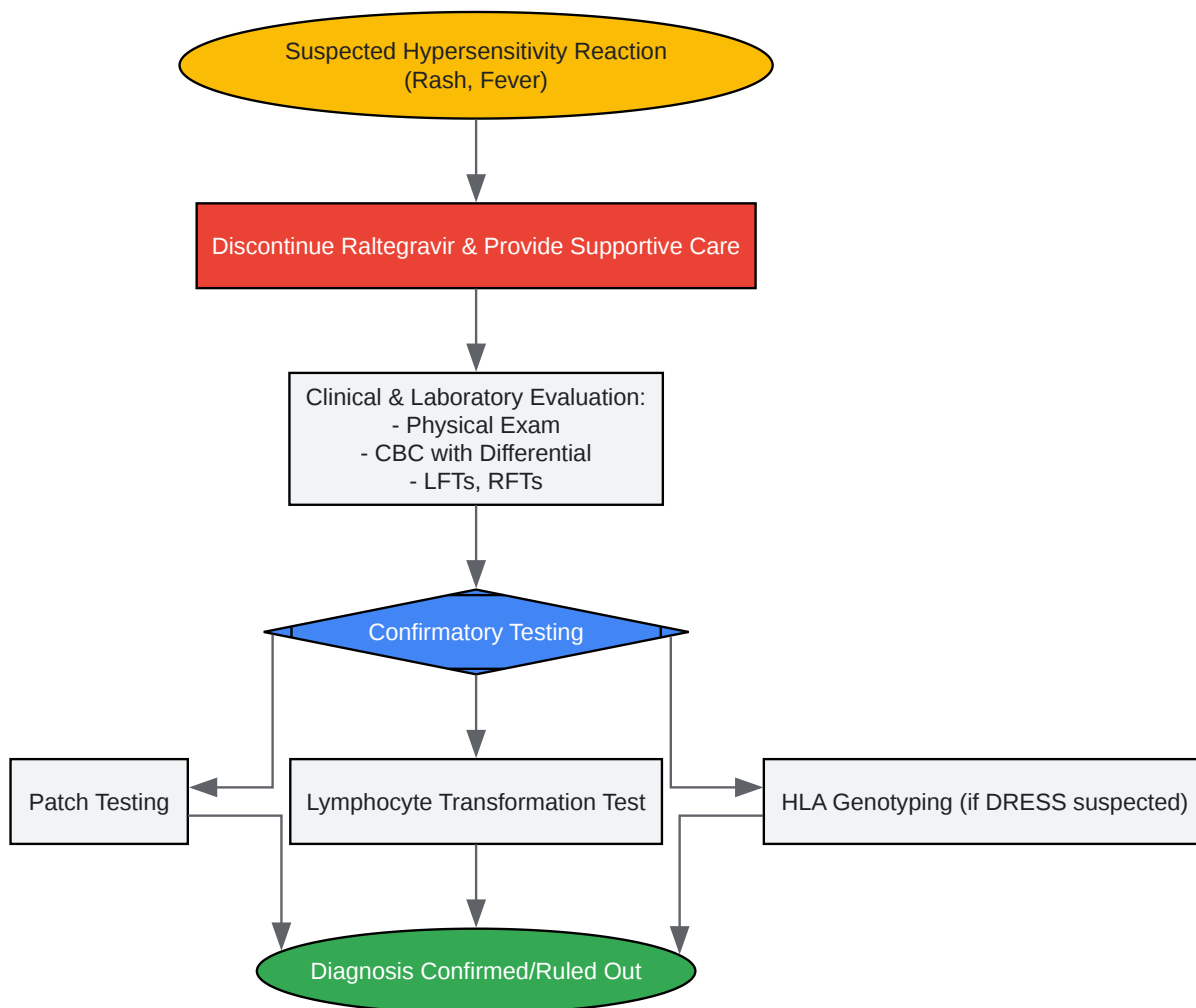 Suspected Hypersensitivity Reaction
(Rash, Fever)
Discontinue Raltegravir & Provide Supportive Care
Clinical & Laboratory Evaluation:
- Physical Exam
- CBC with Differential
- LFTs, RFTs
Confirmatory Testing
Patch Testing
Lymphocyte Transformation Test
HLA Genotyping (if DRESS suspected)
Diagnosis Confirmed/Ruled Out